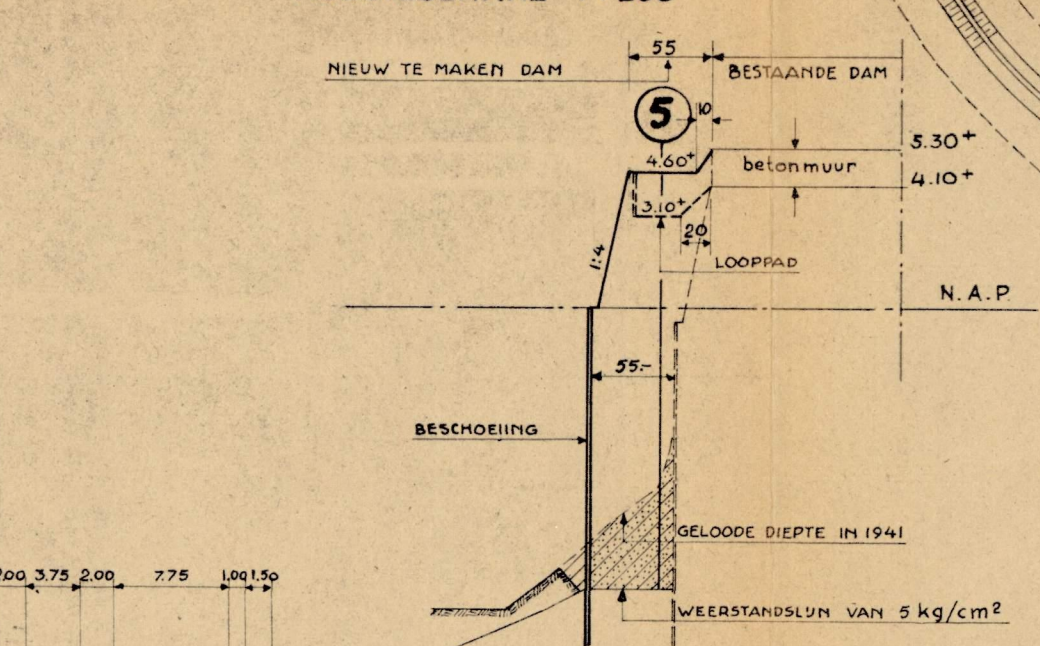 55
NIEUW TE MAKEN DAM
BESTAANDE DAM
5
10
5.30+
4.60+
betonmuur
4.10+
3.10+
20
1:4
LOOPPAD
N.A.P.
55.-
BESCHOEIING
GELOODE DIEPTE IN 1941
3.75 2.00 7.75 1.00 1.50
WEERSTANDSLIJN VAN 5 kg/cm²